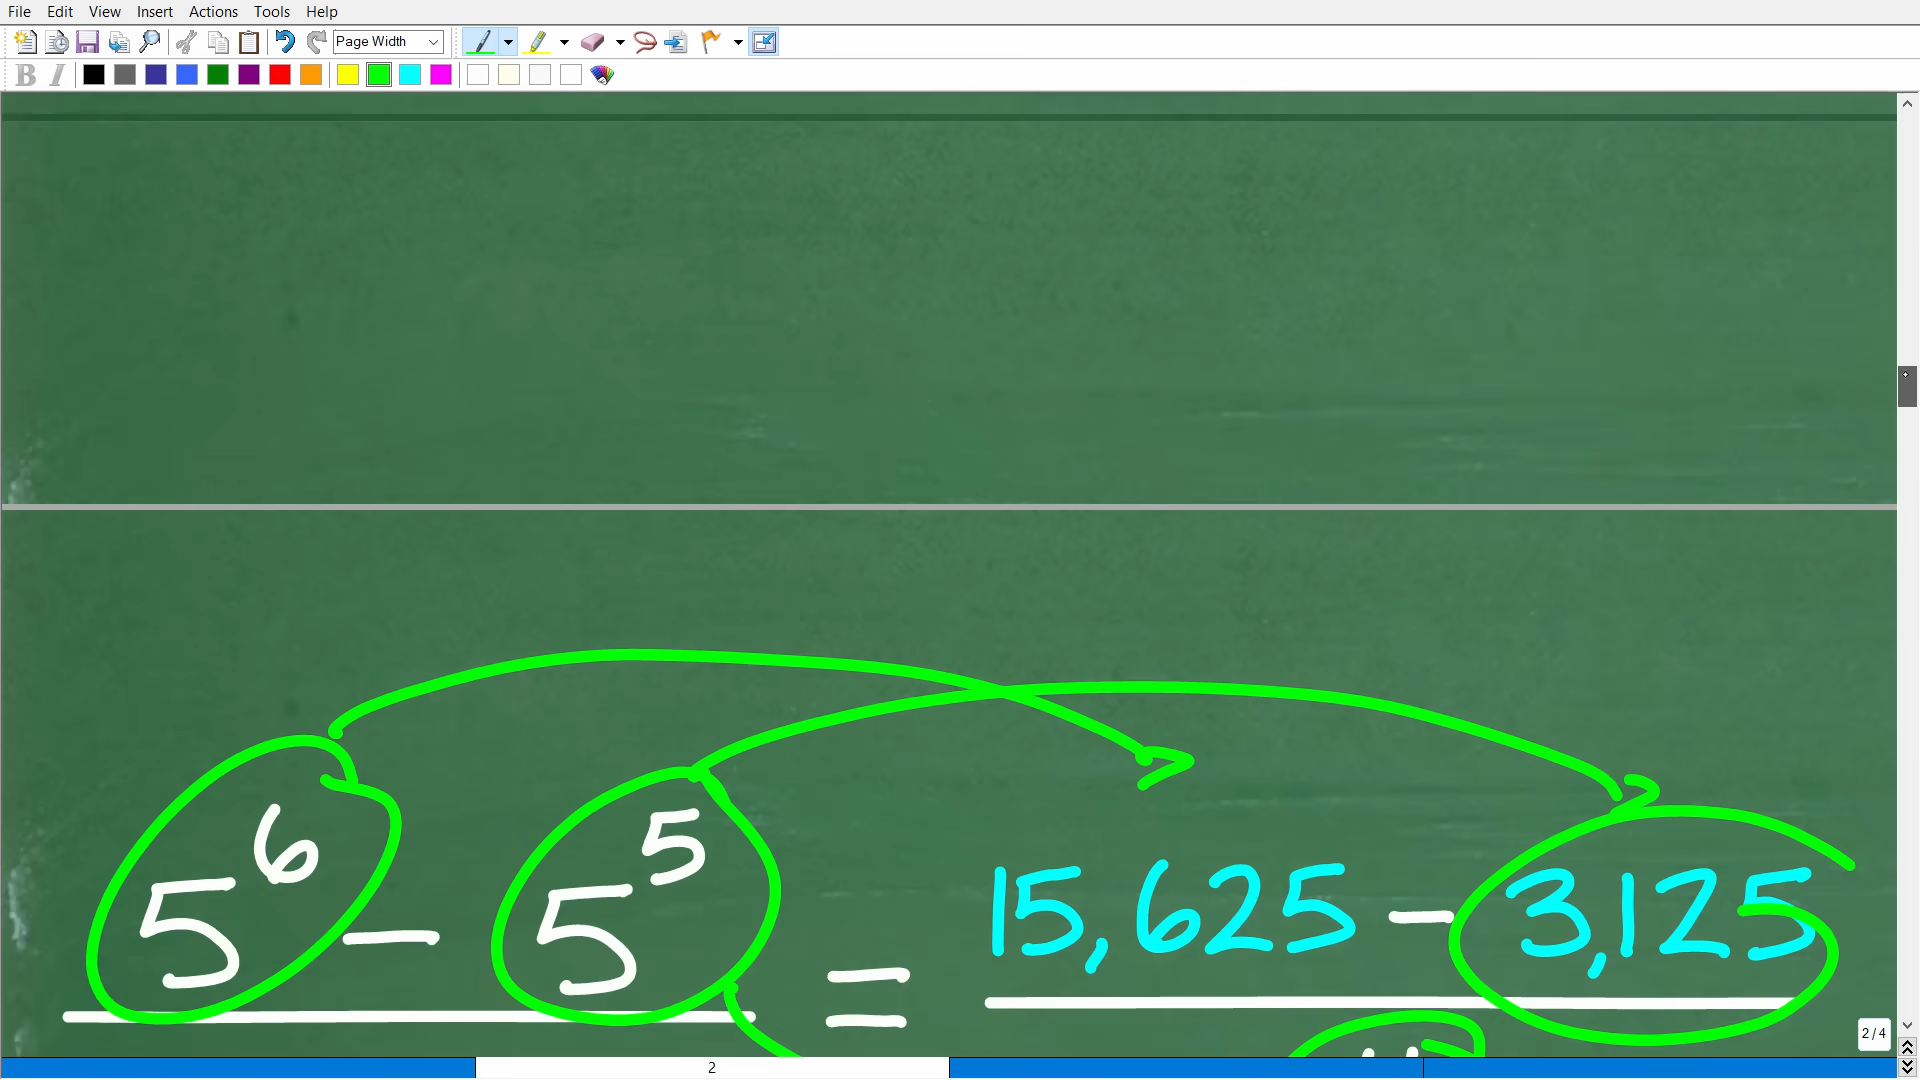 File Edit View Insert Actions Tools Help
Page Width
B I
5⁶ - 5⁵ = 15,625 - 3,125
2 / 4
2